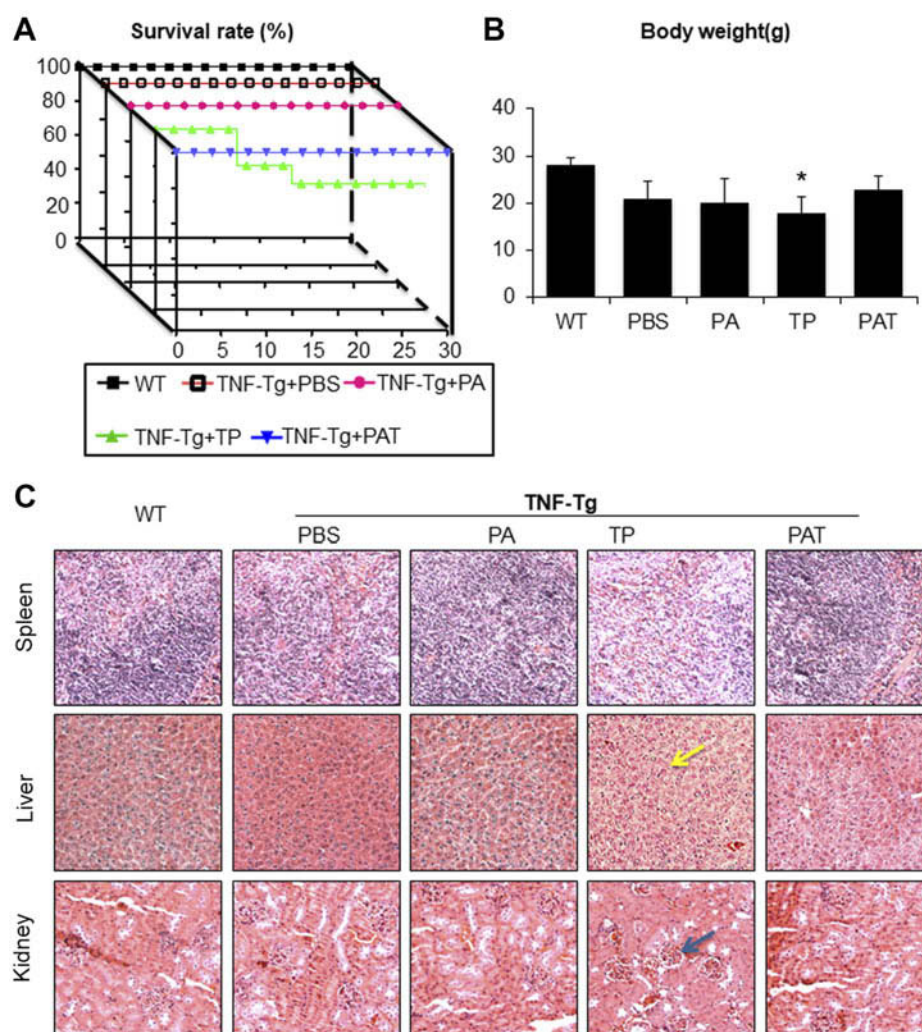 A
Survival rate (%)
100
80
60
40
20
0
0 5 10 15 20 25 30
WT TNF-Tg+PBS TNF-Tg+PA
TNF-Tg+TP TNF-Tg+PAT
B
Body weight(g)
40
30
20
10
0
*
WT PBS PA TP PAT
C
WT
TNF-Tg
PBS PA TP PAT
Spleen
Liver
Kidney